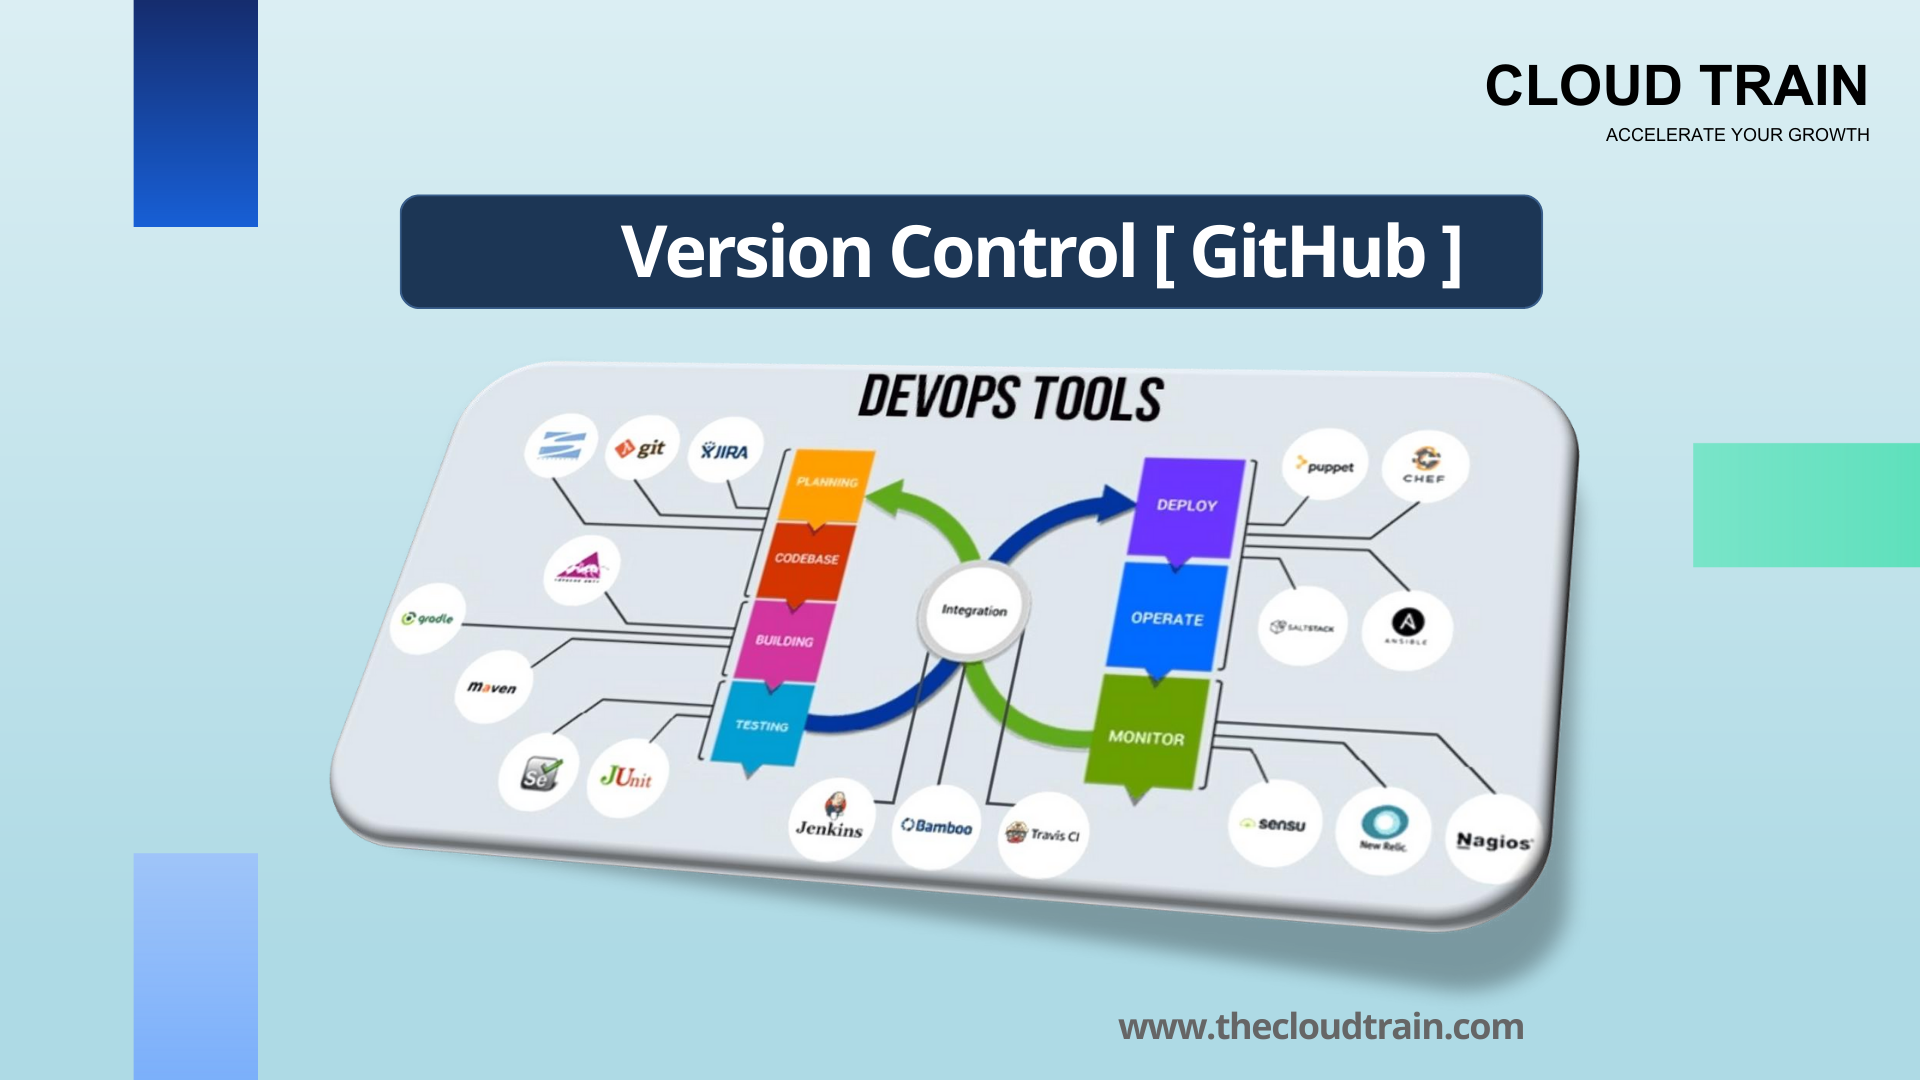 CLOUD TRAIN
ACCELERATE YOUR GROWTH
Version Control [ GitHub ]
DEVOPS TOOLS
git
JIRA
puppet
CHEF
PLANNING
DEPLOY
CODEBASE
Integration
gradle
BUILDING
OPERATE
SALTSTACK
ANSIBLE
maven
TESTING
MONITOR
Se
JUnit
Jenkins
Bamboo
Travis CI
sensu
New Relic.
Nagios®
www.thecloudtrain.com